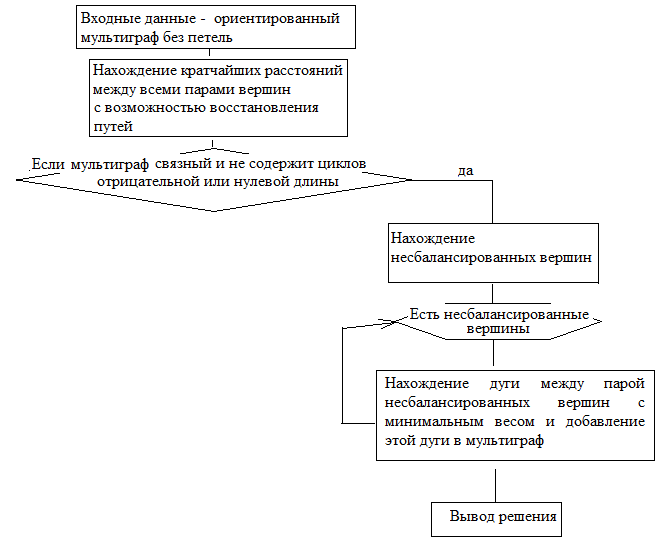 Входные данные - ориентированный
мультиграф без петель
Нахождение кратчайших расстояний
между всеми парами вершин
с возможностью восстановления
путей
Если мультиграф связный и не содержит циклов
отрицательной или нулевой длины
да
Нахождение
несбалансированных вершин
Есть несбалансированные
вершины
Нахождение дуги между парой
несбалансированных вершин с
минимальным весом и добавление
этой дуги в мультиграф
Вывод решения